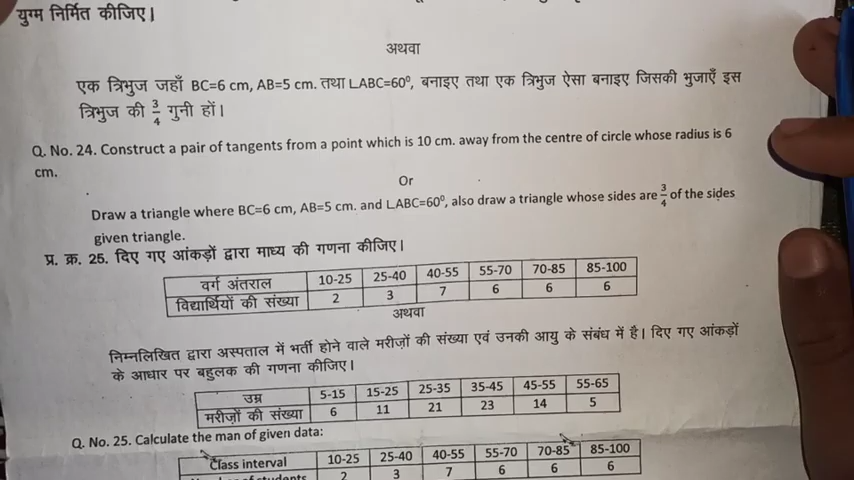 युग्म निर्मित कीजिए।
अथवा
एक त्रिभुज जहाँ BC=6 cm, AB=5 cm. तथा LABC=60⁰, बनाइए तथा एक त्रिभुज ऐसा बनाइए जिसकी भुजाएँ इस
त्रिभुज की 3/4 गुनी हों।
Q. No. 24. Construct a pair of tangents from a point which is 10 cm. away from the centre of circle whose radius is 6
cm.
Or
Draw a triangle where BC=6 cm, AB=5 cm. and LABC=60⁰, also draw a triangle whose sides are 3/4 of the sides
given triangle.
प्र. क्र. 25. दिए गए आंकड़ों द्वारा माध्य की गणना कीजिए।
वर्ग अंतराल 10-25 25-40 40-55 55-70 70-85 85-100
विद्यार्थियों की संख्या 2 3 7 6 6 6
अथवा
निम्नलिखित द्वारा अस्पताल में भर्ती होने वाले मरीज़ों की संख्या एवं उनकी आयु के संबंध में है। दिए गए आंकड़ों
के आधार पर बहुलक की गणना कीजिए।
उम्र 5-15 15-25 25-35 35-45 45-55 55-65
मरीज़ों की संख्या 6 11 21 23 14 5
Q. No. 25. Calculate the man of given data:
Class interval 10-25 25-40 40-55 55-70 70-85 85-100
2 3 7 6 6 6